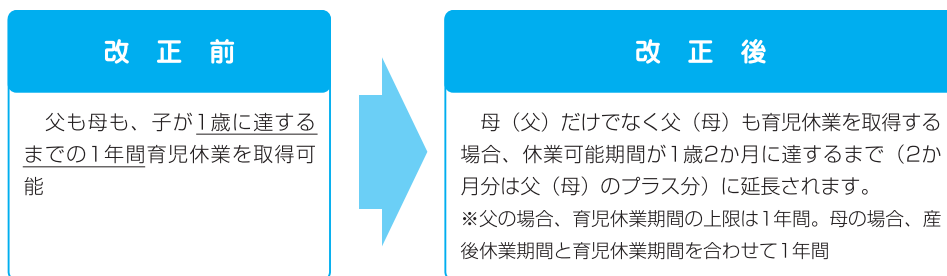 改 正 前
父も母も、子が1歳に達する
までの1年間育児休業を取得可
能
改 正 後
母（父）だけでなく父（母）も育児休業を取得する
場合、休業可能期間が1歳2か月に達するまで（2か
月分は父（母）のプラス分）に延長されます。
※父の場合、育児休業期間の上限は1年間。母の場合、産
後休業期間と育児休業期間を合わせて1年間